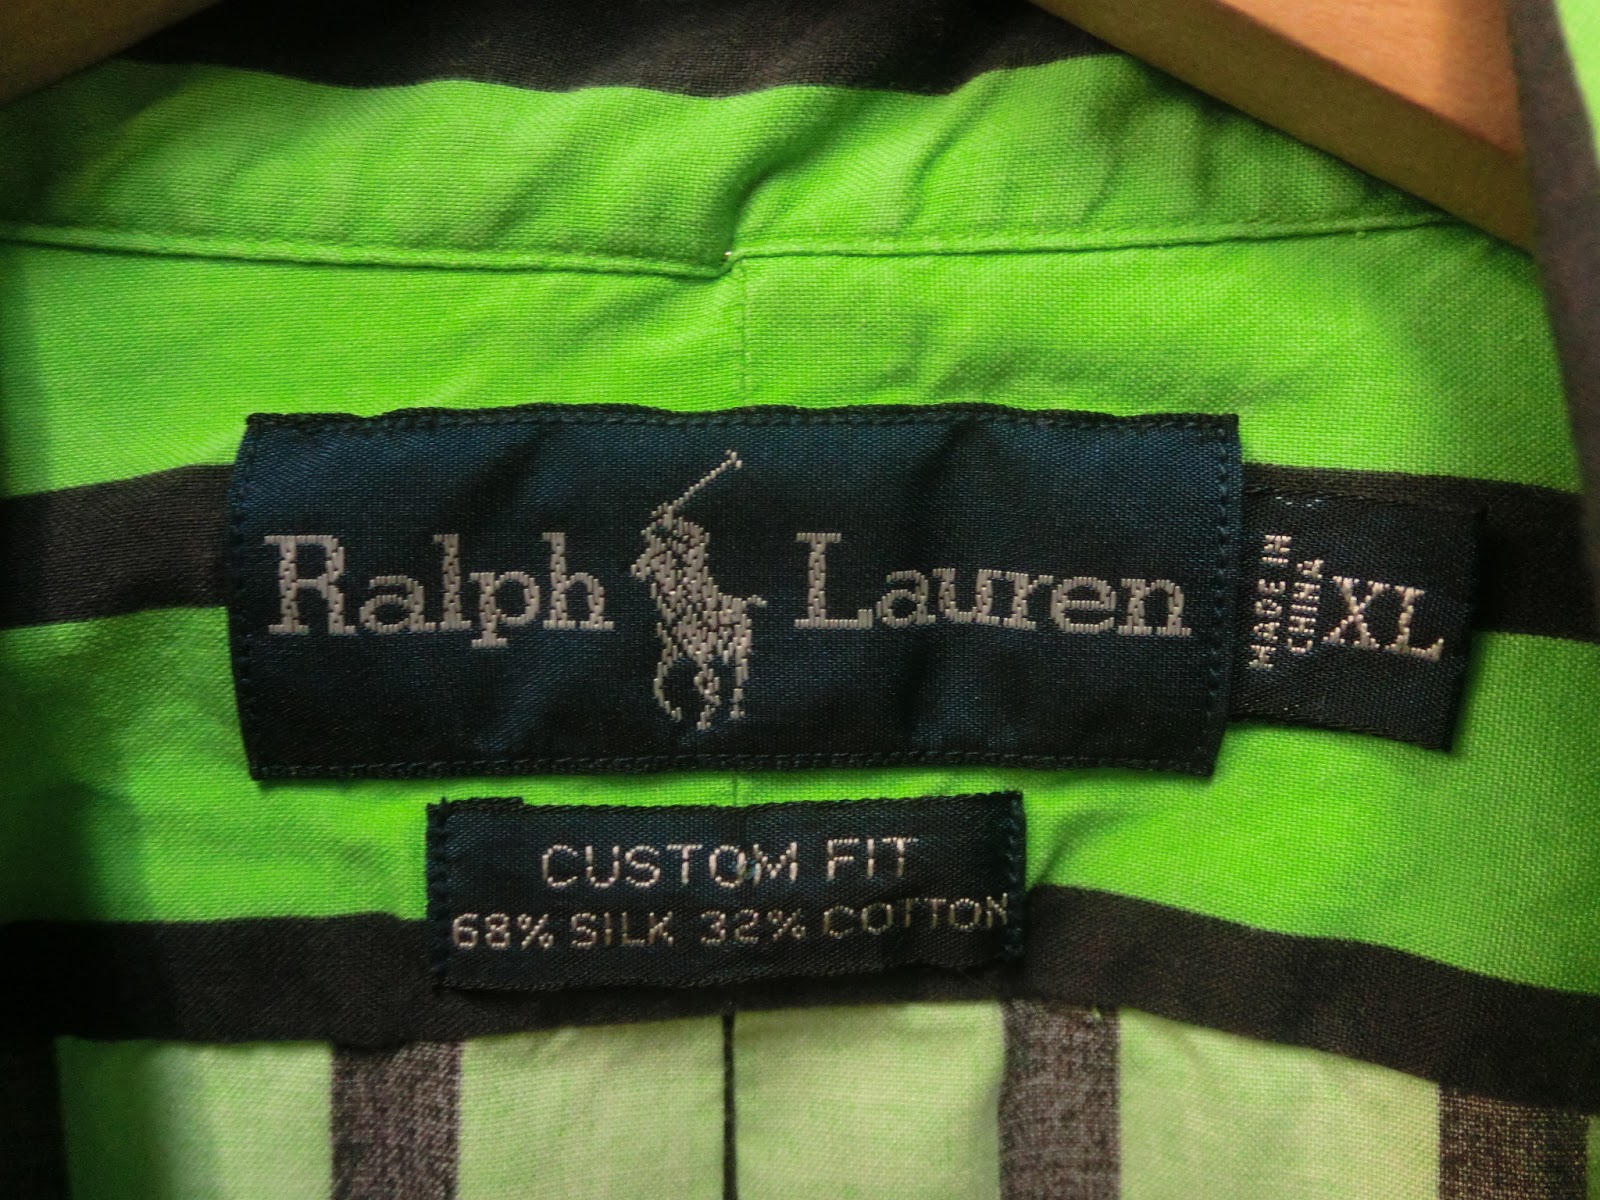 Ralph Lauren
MADE IN
CHINA
XL
CUSTOM FIT
68% SILK 32% COTTON